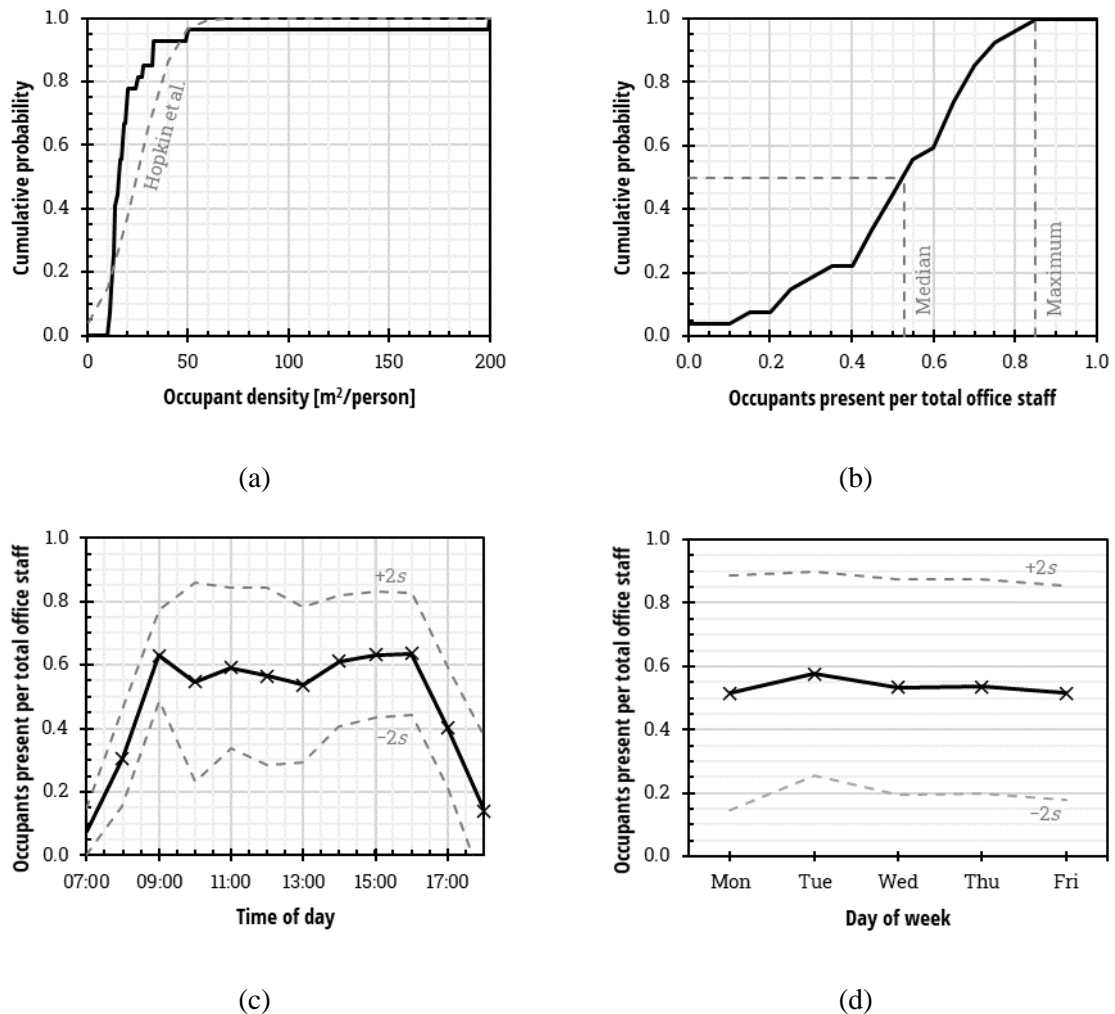 Cumulative probability
1.0
0.8
0.6
0.4
0.2
0.0
Hopkin et al.
0 50 100 150 200
Occupant density [m²/person]
(a)
Cumulative probability
1.0
0.8
0.6
0.4
0.2
0.0
Median
Maximum
0.0 0.2 0.4 0.6 0.8 1.0
Occupants present per total office staff
(b)
Occupants present per total office staff
1.0
0.8
0.6
0.4
0.2
0.0
+2s
−2s
07:00 09:00 11:00 13:00 15:00 17:00
Time of day
(c)
Occupants present per total office staff
1.0
0.8
0.6
0.4
0.2
0.0
+2s
−2s
Mon Tue Wed Thu Fri
Day of week
(d)